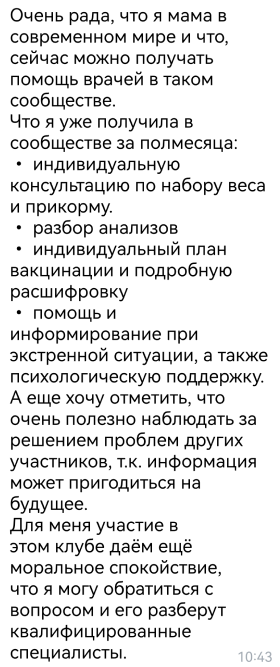 Очень рада, что я мама в
современном мире и что,
сейчас можно получать
помощь врачей в таком
сообществе.
Что я уже получила в
сообществе за полмесяца:
• индивидуальную
консультацию по набору веса
и прикорму.
• разбор анализов
• индивидуальный план
вакцинации и подробную
расшифровку
• помощь и
информирование при
экстренной ситуации, а также
психологическую поддержку.
А еще хочу отметить, что
очень полезно наблюдать за
решением проблем других
участников, т.к. информация
может пригодиться на
будущее.
Для меня участие в
этом клубе даём ещё
моральное спокойствие,
что я могу обратиться с
вопросом и его разберут
квалифицированные
специалисты.
10:43